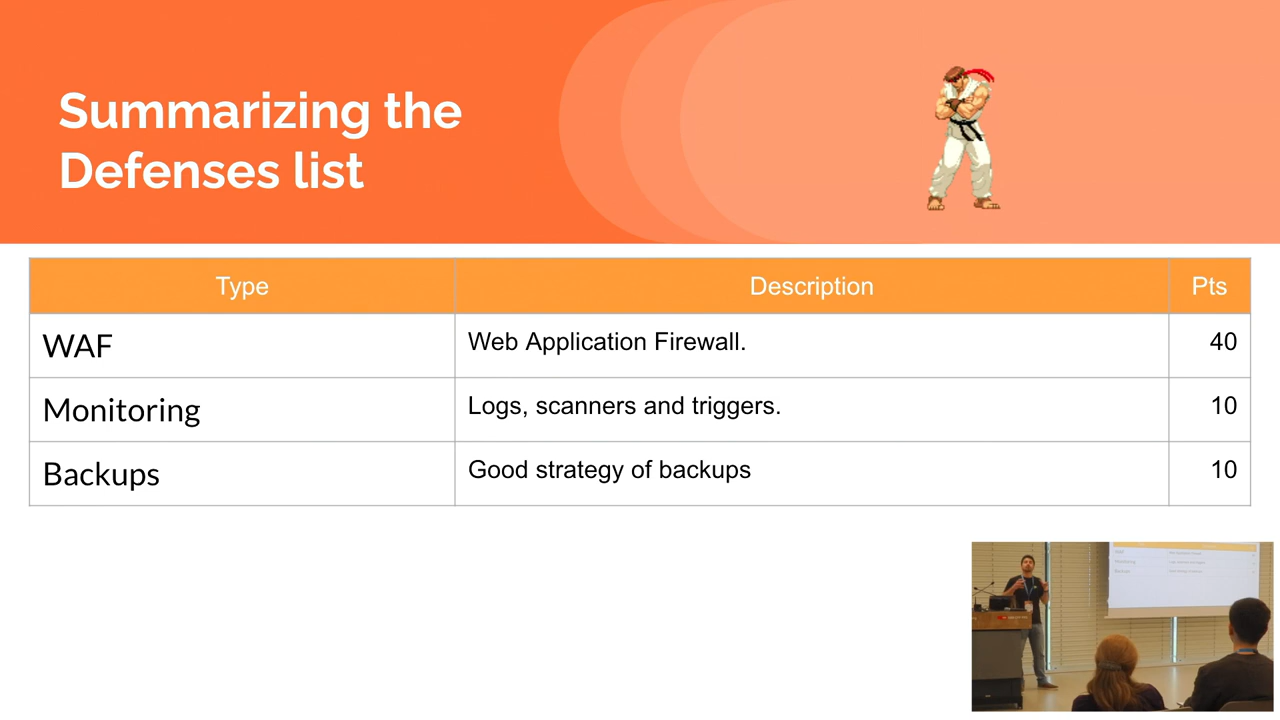 Summarizing the
Defenses list
Type Description Pts
WAF Web Application Firewall. 40
Monitoring Logs, scanners and triggers. 10
Backups Good strategy of backups 10